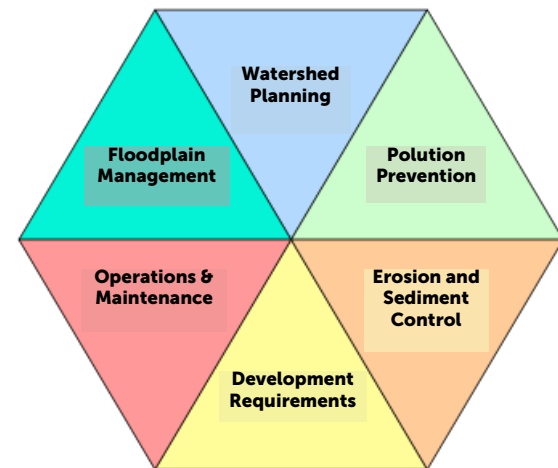 Watershed
Planning
Floodplain
Management
Polution
Prevention
Operations &
Maintenance
Erosion and
Sediment
Control
Development
Requirements